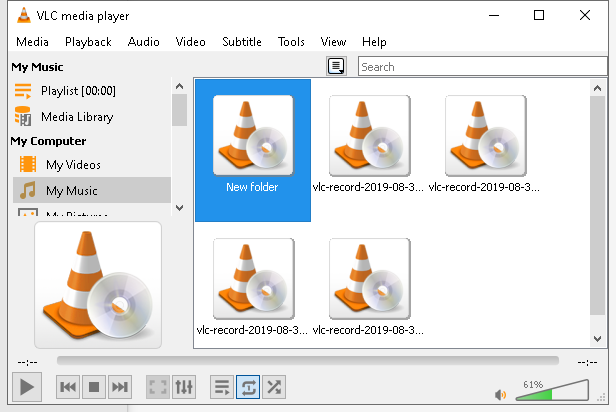 VLC media player
Media Playback Audio Video Subtitle Tools View Help
My Music
Search
Playlist [00:00]
Media Library
My Computer
My Videos
My Music
New folder
vlc-record-2019-08-3...
vlc-record-2019-08-3...
vlc-record-2019-08-3...
vlc-record-2019-08-3...
--:--
--:--
61%